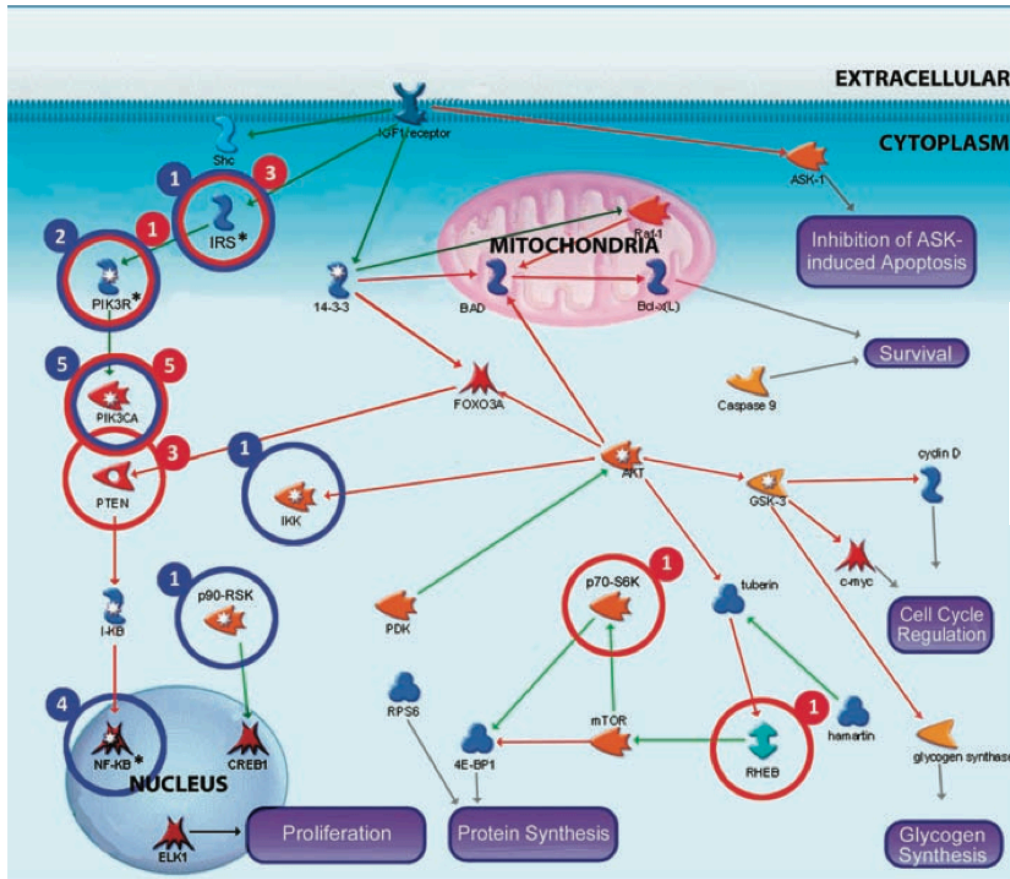 EXTRACELLULAR
CYTOPLASM
Shc
ASK-1
1
3
IRS*
2
1
PIK3R*
MITOCHONDRIA
Raf-1
BAD
Bcl-x(L)
14-3-3
Inhibition of ASK-
induced Apoptosis
Survival
5
5
PIK3CA
FOXO3A
Caspase 9
3
PTEN
1
IKK
AKT
GSK-3
cyclin D
c-myc
Cell Cycle
Regulation
1
p90-RSK
I-KB
PDK
1
p70-S6K
tuberin
4
NF-KB*
CREB1
NUCLEUS
RPS6
4E-BP1
mTOR
1
RHEB
hamartin
glycogen synthase
ELK1
Proliferation
Protein Synthesis
Glycogen
Synthesis